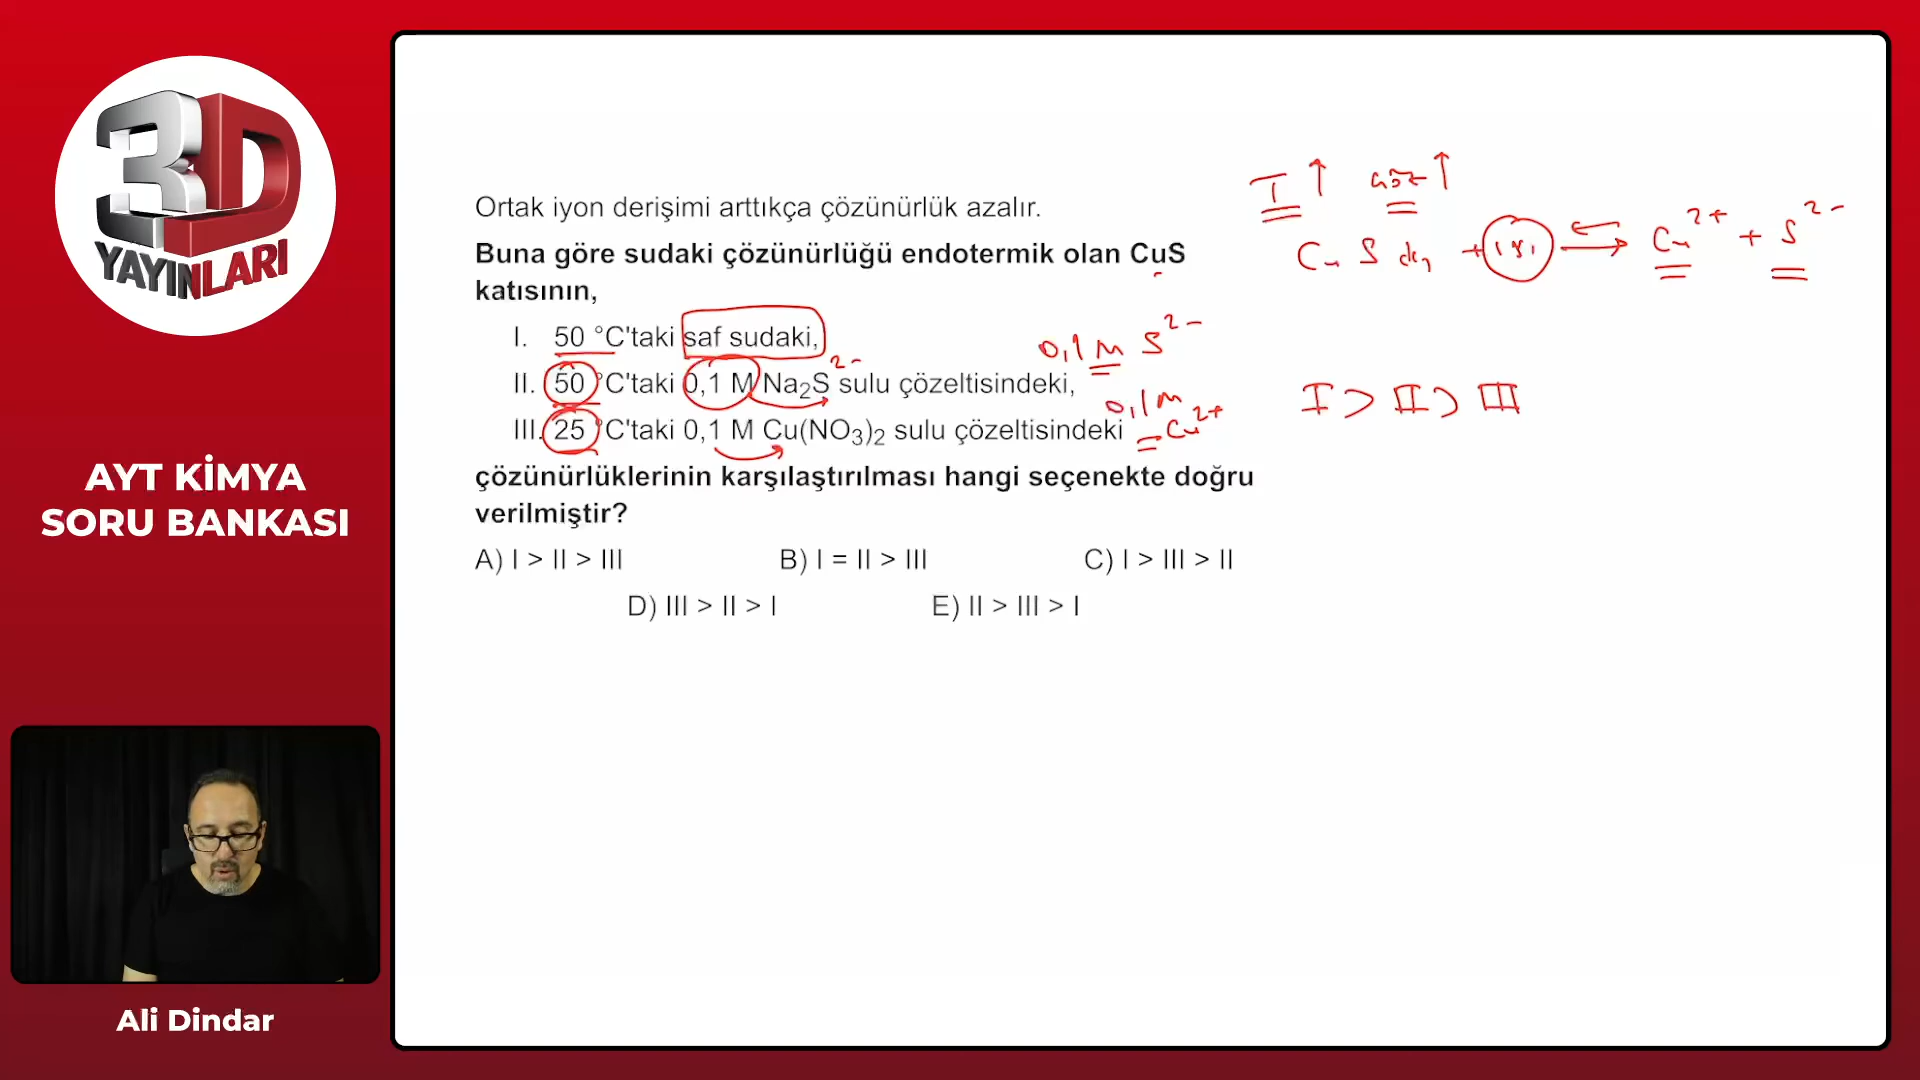 3D
YAYINLARI
AYT KİMYA
SORU BANKASI
Ali Dindar
Ortak iyon derişimi arttıkça çözünürlük azalır.
Buna göre sudaki çözünürlüğü endotermik olan CuS
katısının,
I. 50 °C'taki saf sudaki,
II. 50 °C'taki 0,1 M Na₂S sulu çözeltisindeki,
III. 25 °C'taki 0,1 M Cu(NO₃)₂ sulu çözeltisindeki
çözünürlüklerinin karşılaştırılması hangi seçenekte doğru
verilmiştir?
A) I > II > III B) I = II > III C) I > III > II
D) III > II > I E) II > III > I
T ↑ çöz ↑
CuS + ısı ⇌ Cu²⁺ + S²⁻
2-
0,1 M S²⁻
0,1 M
Cu²⁺
I > II > III